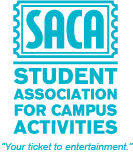 SACA
STUDENT
ASSOCIATION
FOR CAMPUS
ACTIVITIES
"Your ticket to entertainment."